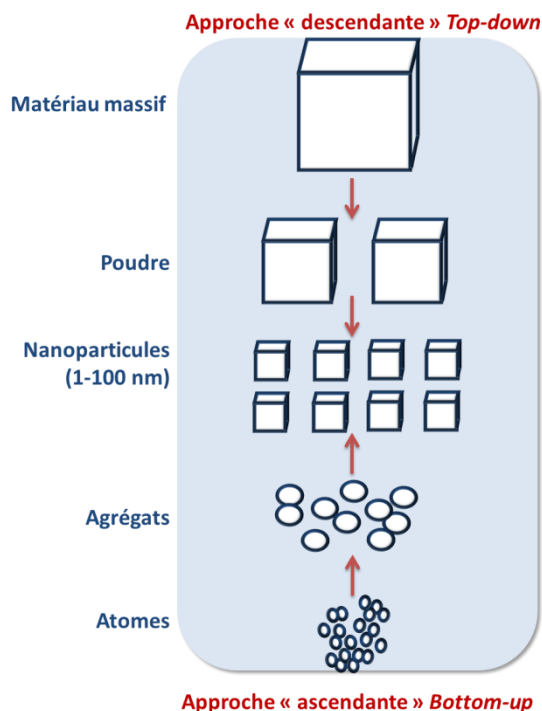 Approche « descendante » Top-down
Matériau massif
Poudre
Nanoparticules
(1-100 nm)
Agrégats
Atomes
Approche « ascendante » Bottom-up